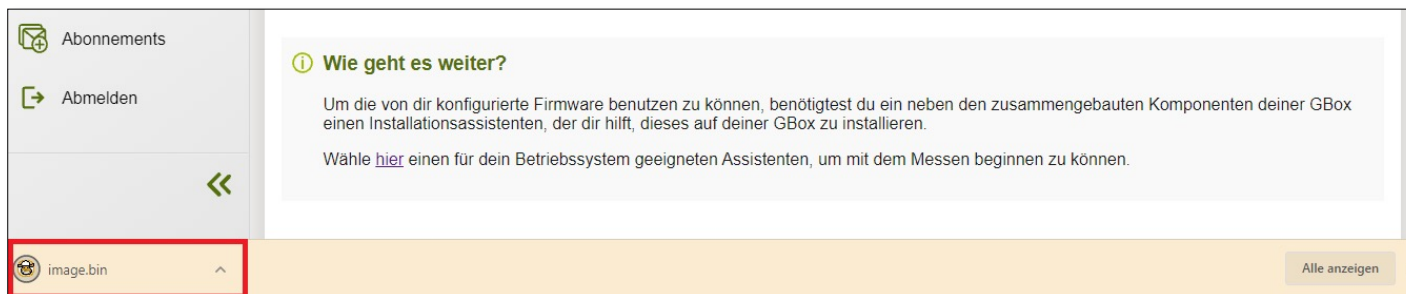 Abonnements
Abmelden
Wie geht es weiter?
Um die von dir konfigurierte Firmware benutzen zu können, benötigtest du ein neben den zusammengebauten Komponenten deiner GBox
einen Installationsassistenten, der dir hilft, dieses auf deiner GBox zu installieren.
Wähle hier einen für dein Betriebssystem geeigneten Assistenten, um mit dem Messen beginnen zu können.
image.bin
Alle anzeigen